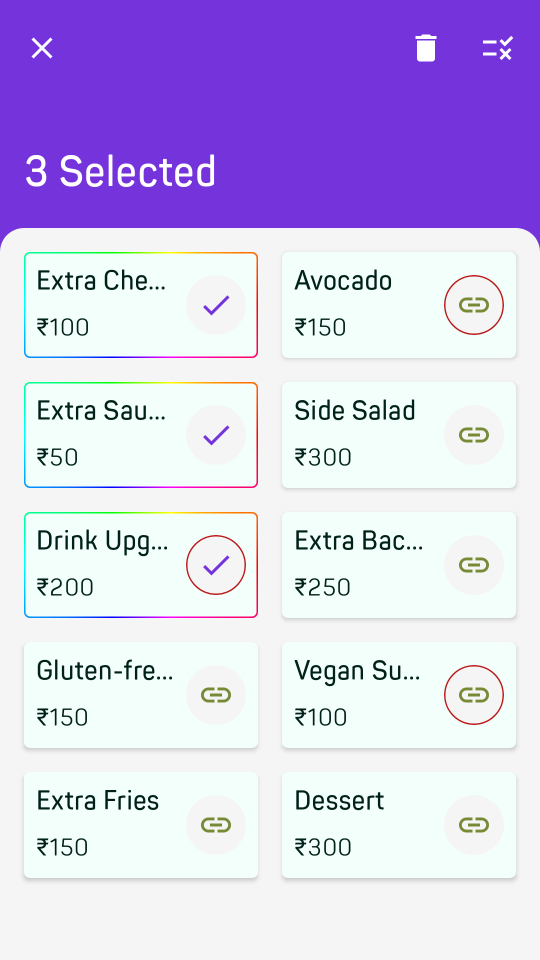 3 Selected
Extra Che...
₹100
Avocado
₹150
Extra Sau...
₹50
Side Salad
₹300
Drink Upg...
₹200
Extra Bac...
₹250
Gluten-fre...
₹150
Vegan Su...
₹100
Extra Fries
₹150
Dessert
₹300